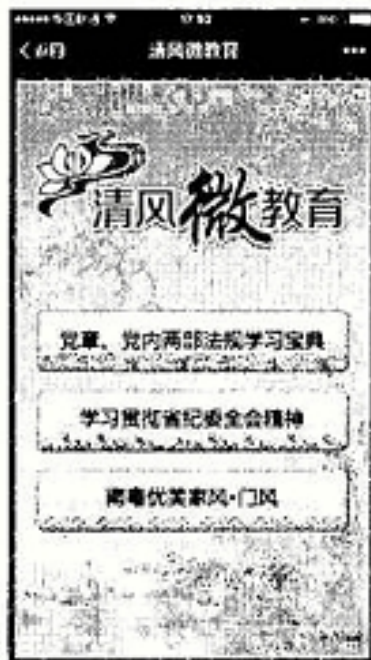 清风微教育
清风微教育
党章、党内两部法规学习宝典
学习贯彻省纪委全会精神
优美家风·门风